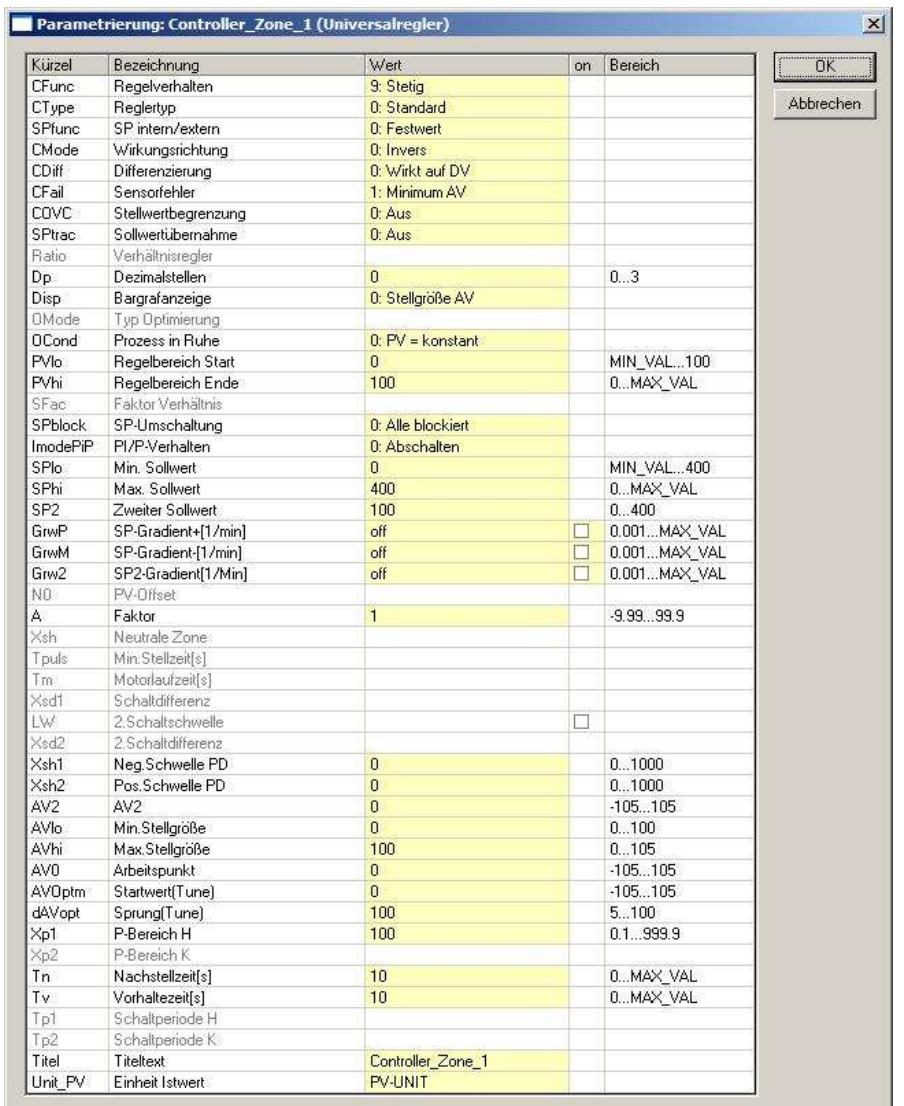 Parametrierung: Controller_Zone_1 (Universalregler)
Kürzel Bezeichnung Wert on Bereich
OK
CFunc Regelverhalten 9: Stetig
CType Reglertyp 0: Standard
Abbrechen
SPfunc SP intern/extern 0: Festwert
CMode Wirkungsrichtung 0: Invers
CDiff Differenzierung 0: Wirkt auf DV
CFail Sensorfehler 1: Minimum AV
COVC Stellwertbegrenzung 0: Aus
SPtrac Sollwertübernahme 0: Aus
Ratio Verhältnisregler
Dp Dezimalstellen 0 0...3
Disp Bargrafanzeige 0: Stellgröße AV
OMode Typ Optimierung
OCond Prozess in Ruhe 0: PV = konstant
PVlo Regelbereich Start 0 MIN_VAL...100
PVhi Regelbereich Ende 100 0...MAX_VAL
SFac Faktor Verhältnis
SPblock SP-Umschaltung 0: Alle blockiert
ImodePiP PI/P-Verhalten 0: Abschalten
SPlo Min. Sollwert 0 MIN_VAL...400
SPhi Max. Sollwert 400 0...MAX_VAL
SP2 Zweiter Sollwert 100 0...400
GrwP SP-Gradient+[1/min] off 0.001...MAX_VAL
GrwM SP-Gradient-[1/min] off 0.001...MAX_VAL
Grw2 SP2-Gradient[1/Min] off 0.001...MAX_VAL
N0 PV-Offset
A Faktor 1 -9.99...99.9
Xsh Neutrale Zone
Tpuls Min.Stellzeit[s]
Tm Motorlaufzeit[s]
Xsd1 Schaltdifferenz
LW 2.Schaltschwelle
Xsd2 2.Schaltdifferenz
Xsh1 Neg.Schwelle PD 0 0...1000
Xsh2 Pos.Schwelle PD 0 0...1000
AV2 AV2 0 -105...105
AVlo Min.Stellgröße 0 0...100
AVhi Max.Stellgröße 100 0...105
AV0 Arbeitspunkt 0 -105...105
AVOptm Startwert(Tune) 0 -105...105
dAVopt Sprung(Tune) 100 5...100
Xp1 P-Bereich H 100 0.1...999.9
Xp2 P-Bereich K
Tn Nachstellzeit[s] 10 0...MAX_VAL
Tv Vorhaltezeit[s] 10 0...MAX_VAL
Tp1 Schaltperiode H
Tp2 Schaltperiode K
Titel Titeltext Controller_Zone_1
Unit_PV Einheit Istwert PV-UNIT